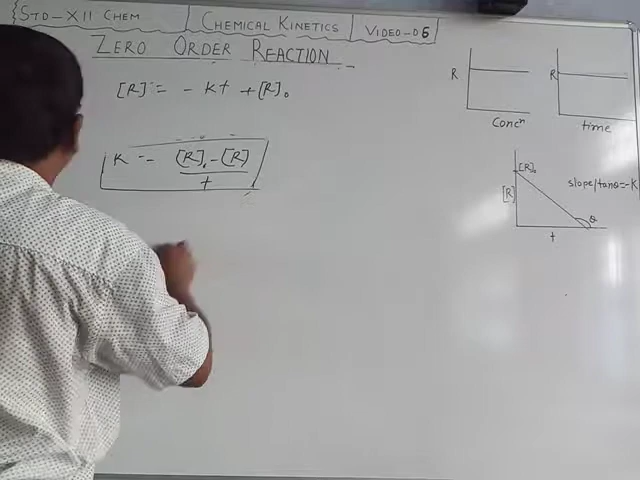 STD-XII CHEM
CHEMICAL KINETICS
VIDEO-06
ZERO ORDER REACTION
[R] = - Kt + [R]₀
K = [R]₀ - [R]
t
R
Concⁿ
R
time
[R]₀
[R]
t
θ
slope/tanθ=-K